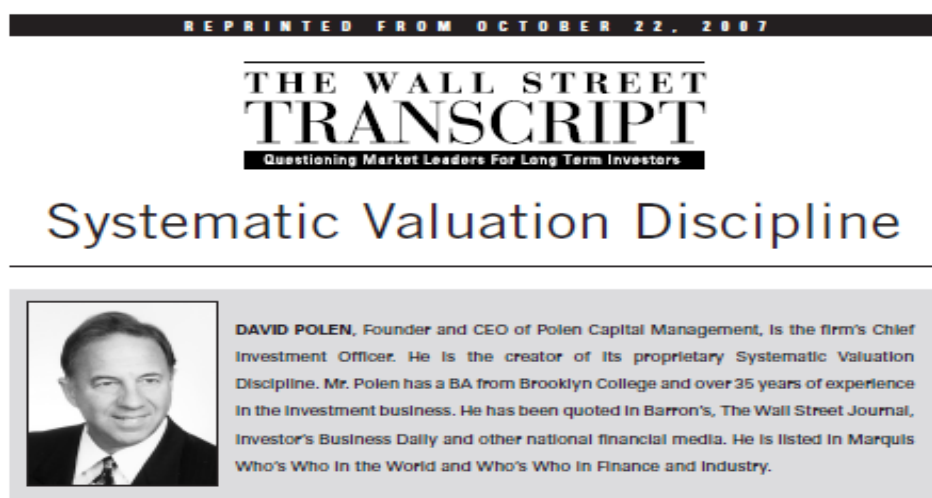 REPRINTED FROM OCTOBER 22, 2007
THE WALL STREET
TRANSCRIPT
Questioning Market Leaders For Long Term Investors
Systematic Valuation Discipline
DAVID POLEN, Founder and CEO of Polen Capital Management, is the firm's Chief
Investment Officer. He is the creator of its proprietary Systematic Valuation
Discipline. Mr. Polen has a BA from Brooklyn College and over 35 years of experience
in the investment business. He has been quoted in Barron's, The Wall Street Journal,
Investor's Business Daily and other national financial media. He is listed in Marquis
Who's Who in the World and Who's Who in Finance and Industry.